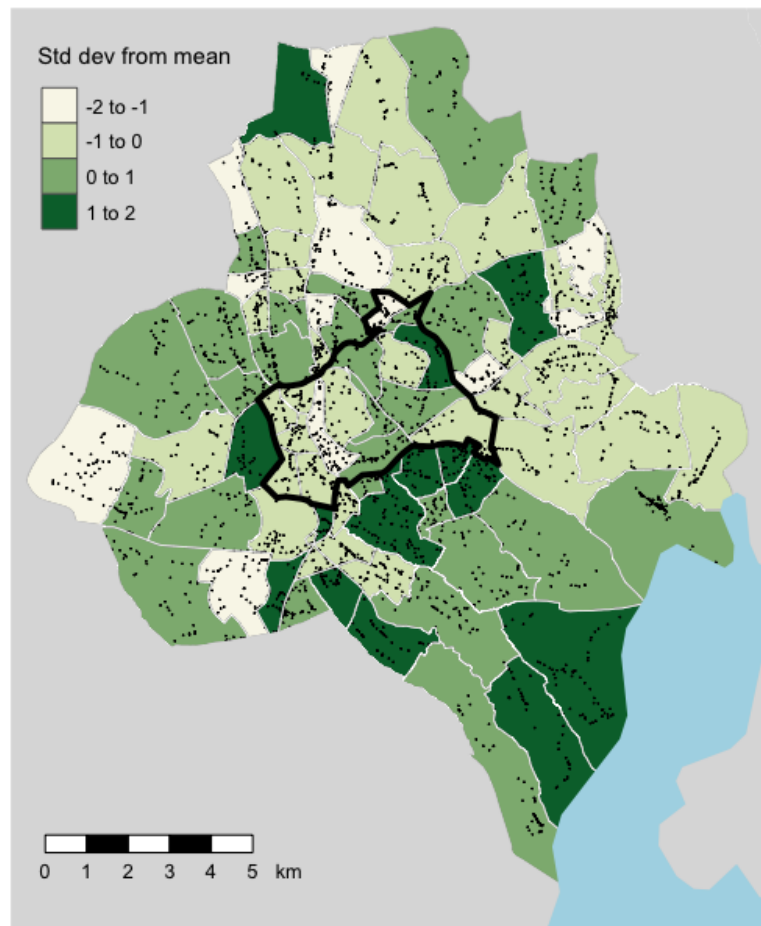 Std dev from mean
-2 to -1
-1 to 0
0 to 1
1 to 2
0 1 2 3 4 5 km